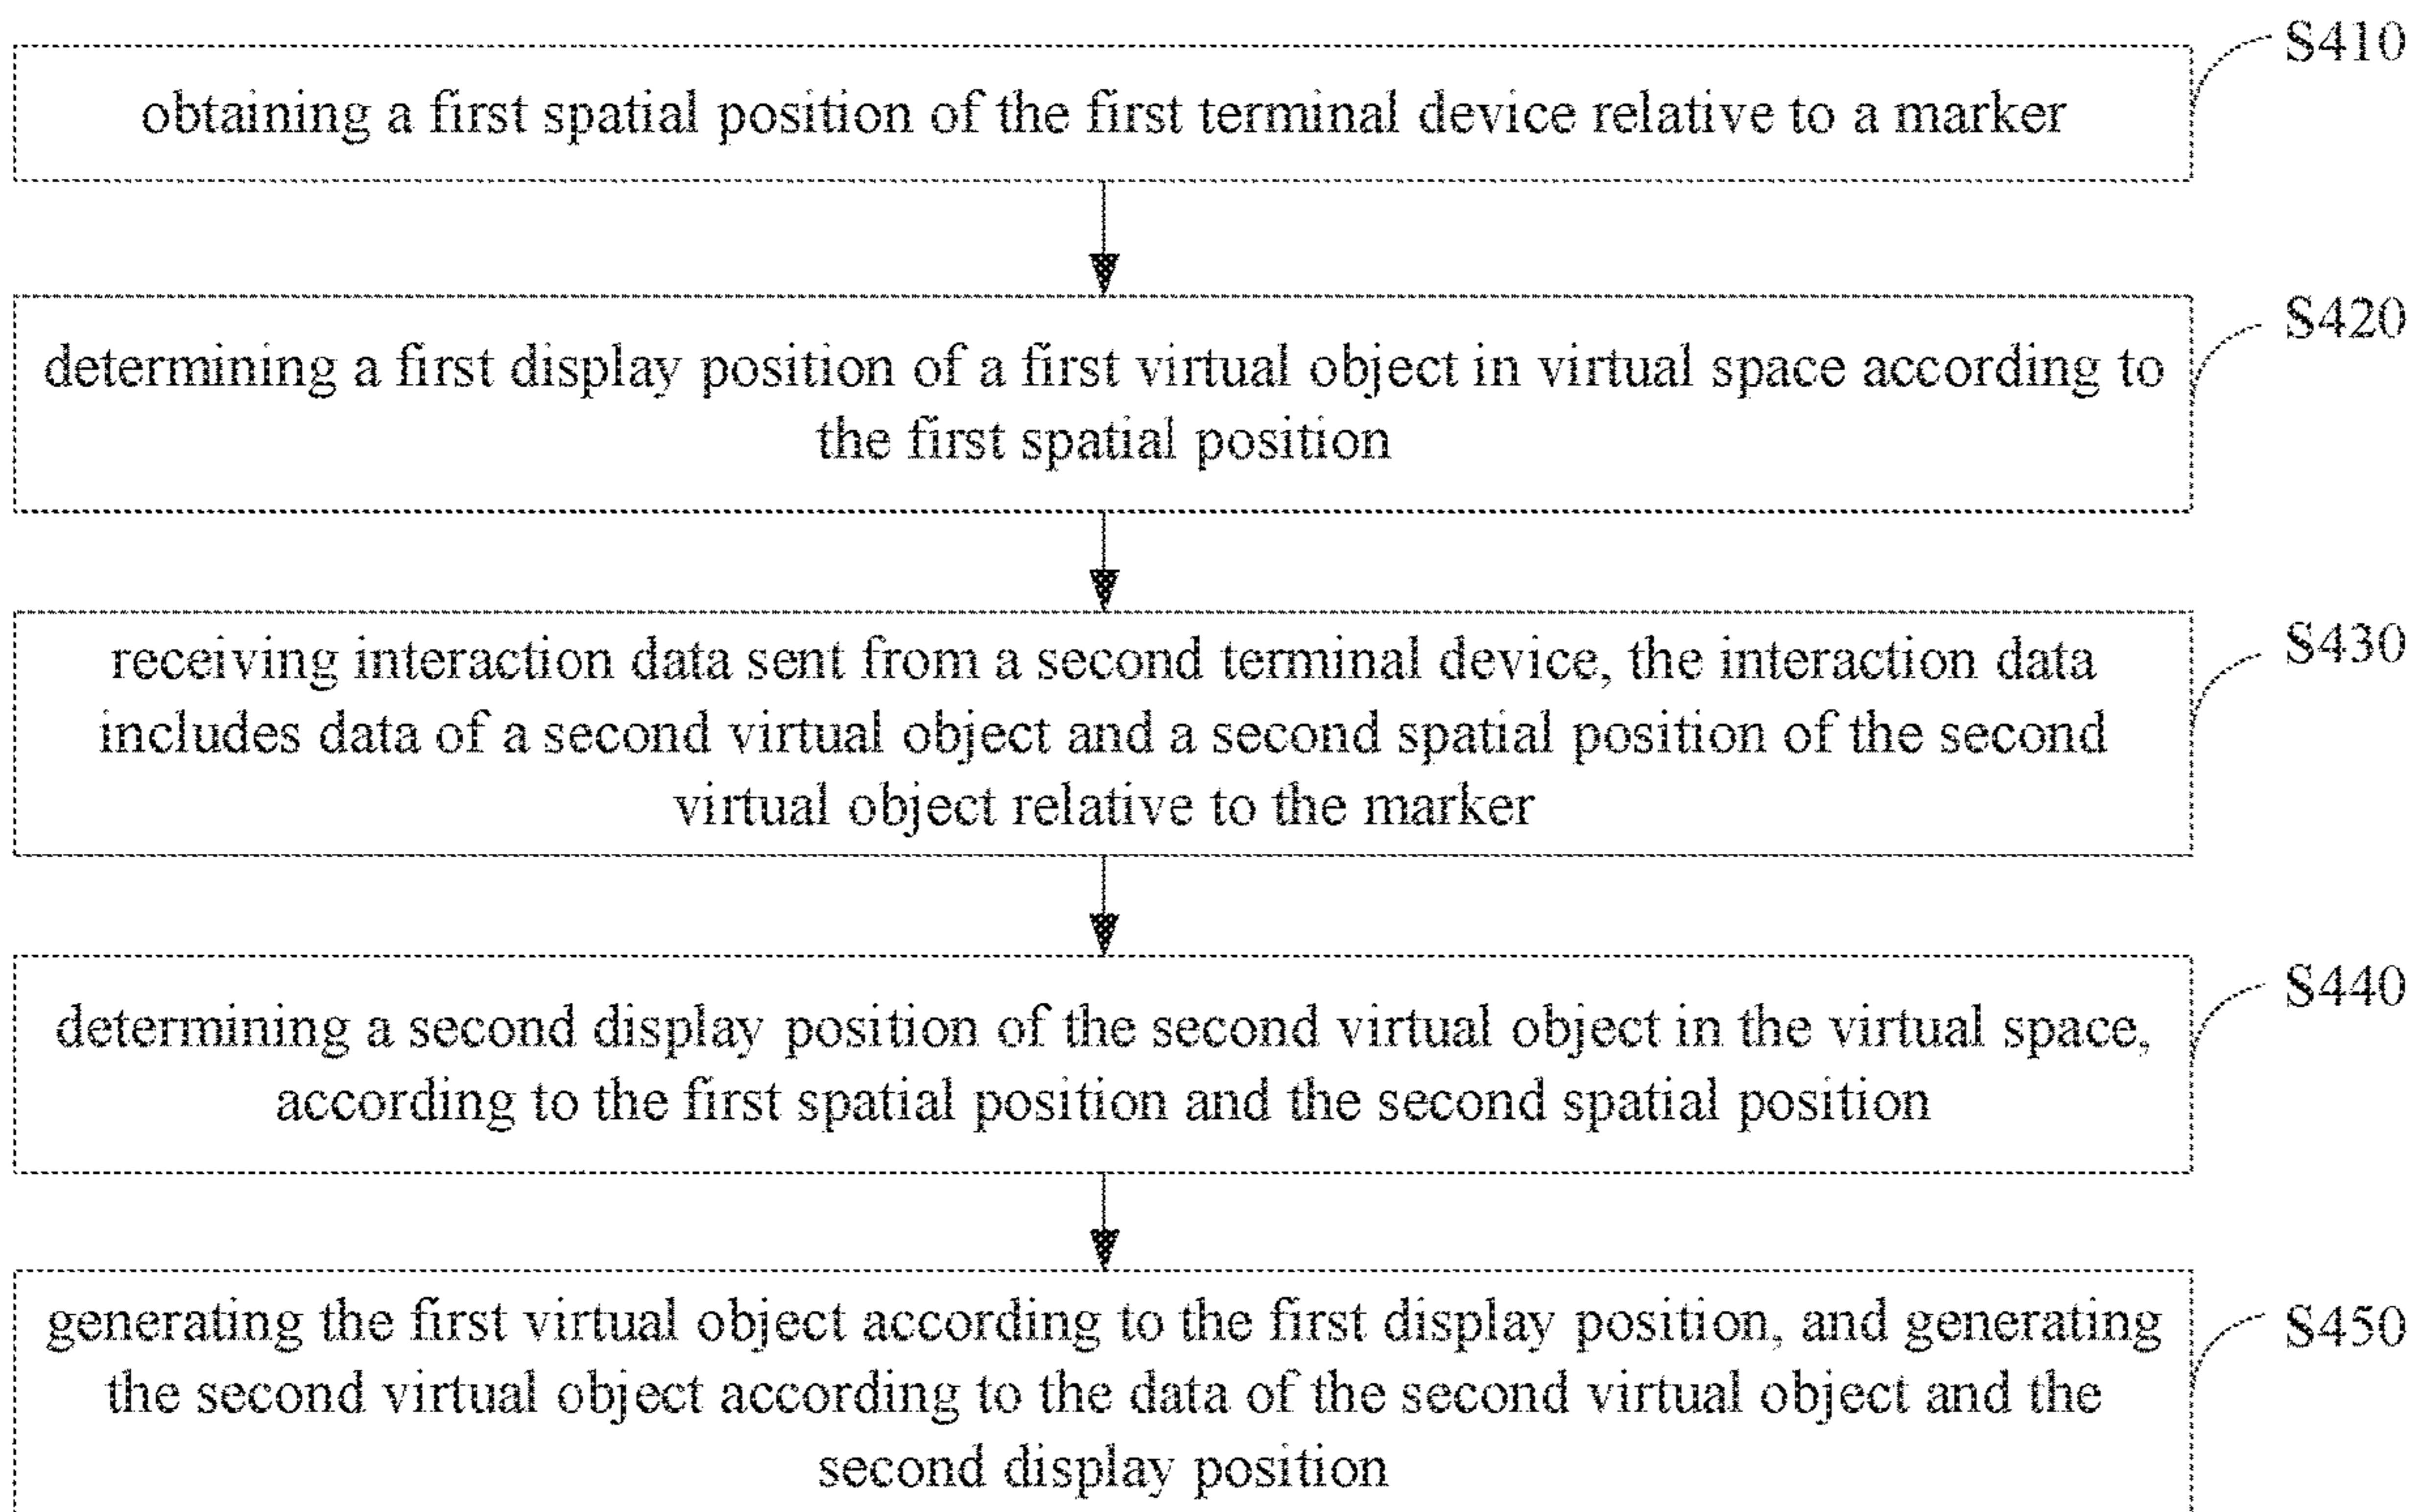 S410
obtaining a first spatial position of the first terminal device relative to a marker
S420
determining a first display position of a first virtual object in virtual space according to
the first spatial position
S430
receiving interaction data sent from a second terminal device, the interaction data
includes data of a second virtual object and a second spatial position of the second
virtual object relative to the marker
S440
determining a second display position of the second virtual object in the virtual space,
according to the first spatial position and the second spatial position
S450
generating the first virtual object according to the first display position, and generating
the second virtual object according to the data of the second virtual object and the
second display position